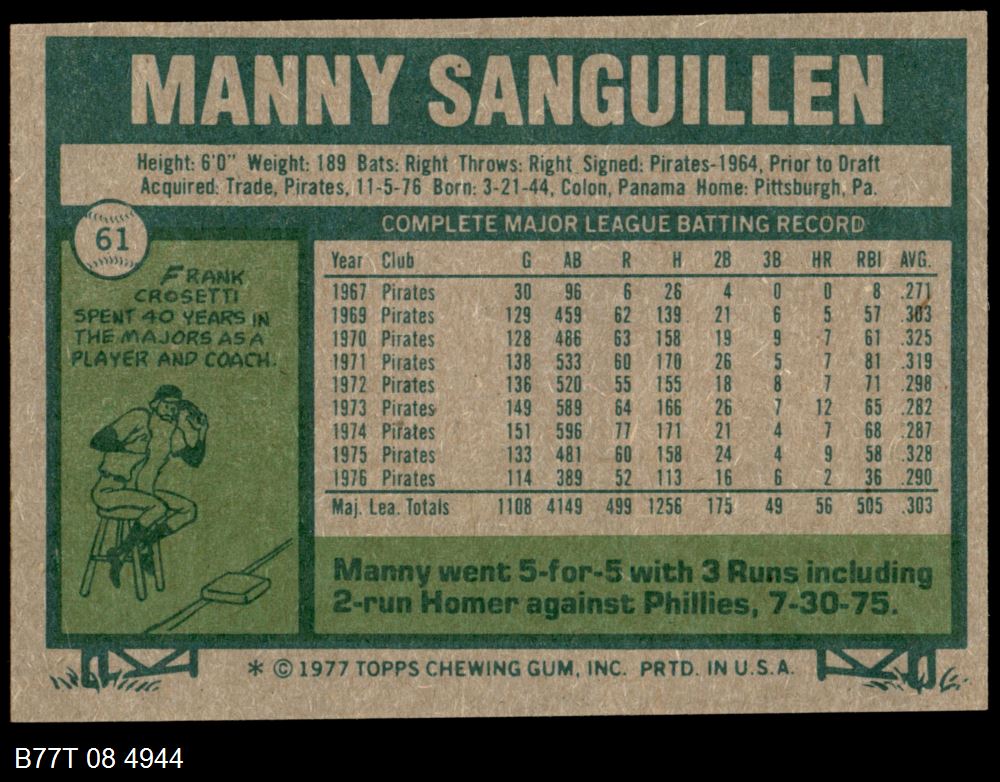 MANNY SANGUILLEN
Height: 6'0" Weight: 189 Bats: Right Throws: Right Signed: Pirates-1964, Prior to Draft
Acquired: Trade, Pirates, 11-5-76 Born: 3-21-44, Colon, Panama Home: Pittsburgh, Pa.
61
FRANK
CROSETTI
SPENT 40 YEARS IN
THE MAJORS AS A
PLAYER AND COACH.
COMPLETE MAJOR LEAGUE BATTING RECORD
Year Club G AB R H 2B 3B HR RBI AVG.
1967 Pirates 30 96 6 26 4 0 0 8 .271
1969 Pirates 129 459 62 139 21 6 5 57 .303
1970 Pirates 128 486 63 158 19 9 7 61 .325
1971 Pirates 138 533 60 170 26 5 7 81 .319
1972 Pirates 136 520 55 155 18 8 7 71 .298
1973 Pirates 149 589 64 166 26 7 12 65 .282
1974 Pirates 151 596 77 171 21 4 7 68 .287
1975 Pirates 133 481 60 158 24 4 9 58 .328
1976 Pirates 114 389 52 113 16 6 2 36 .290
Maj. Lea. Totals 1108 4149 499 1256 175 49 56 505 .303
Manny went 5-for-5 with 3 Runs including
2-run Homer against Phillies, 7-30-75.
* © 1977 TOPPS CHEWING GUM, INC. PRTD. IN U.S.A.
B77T 08 4944